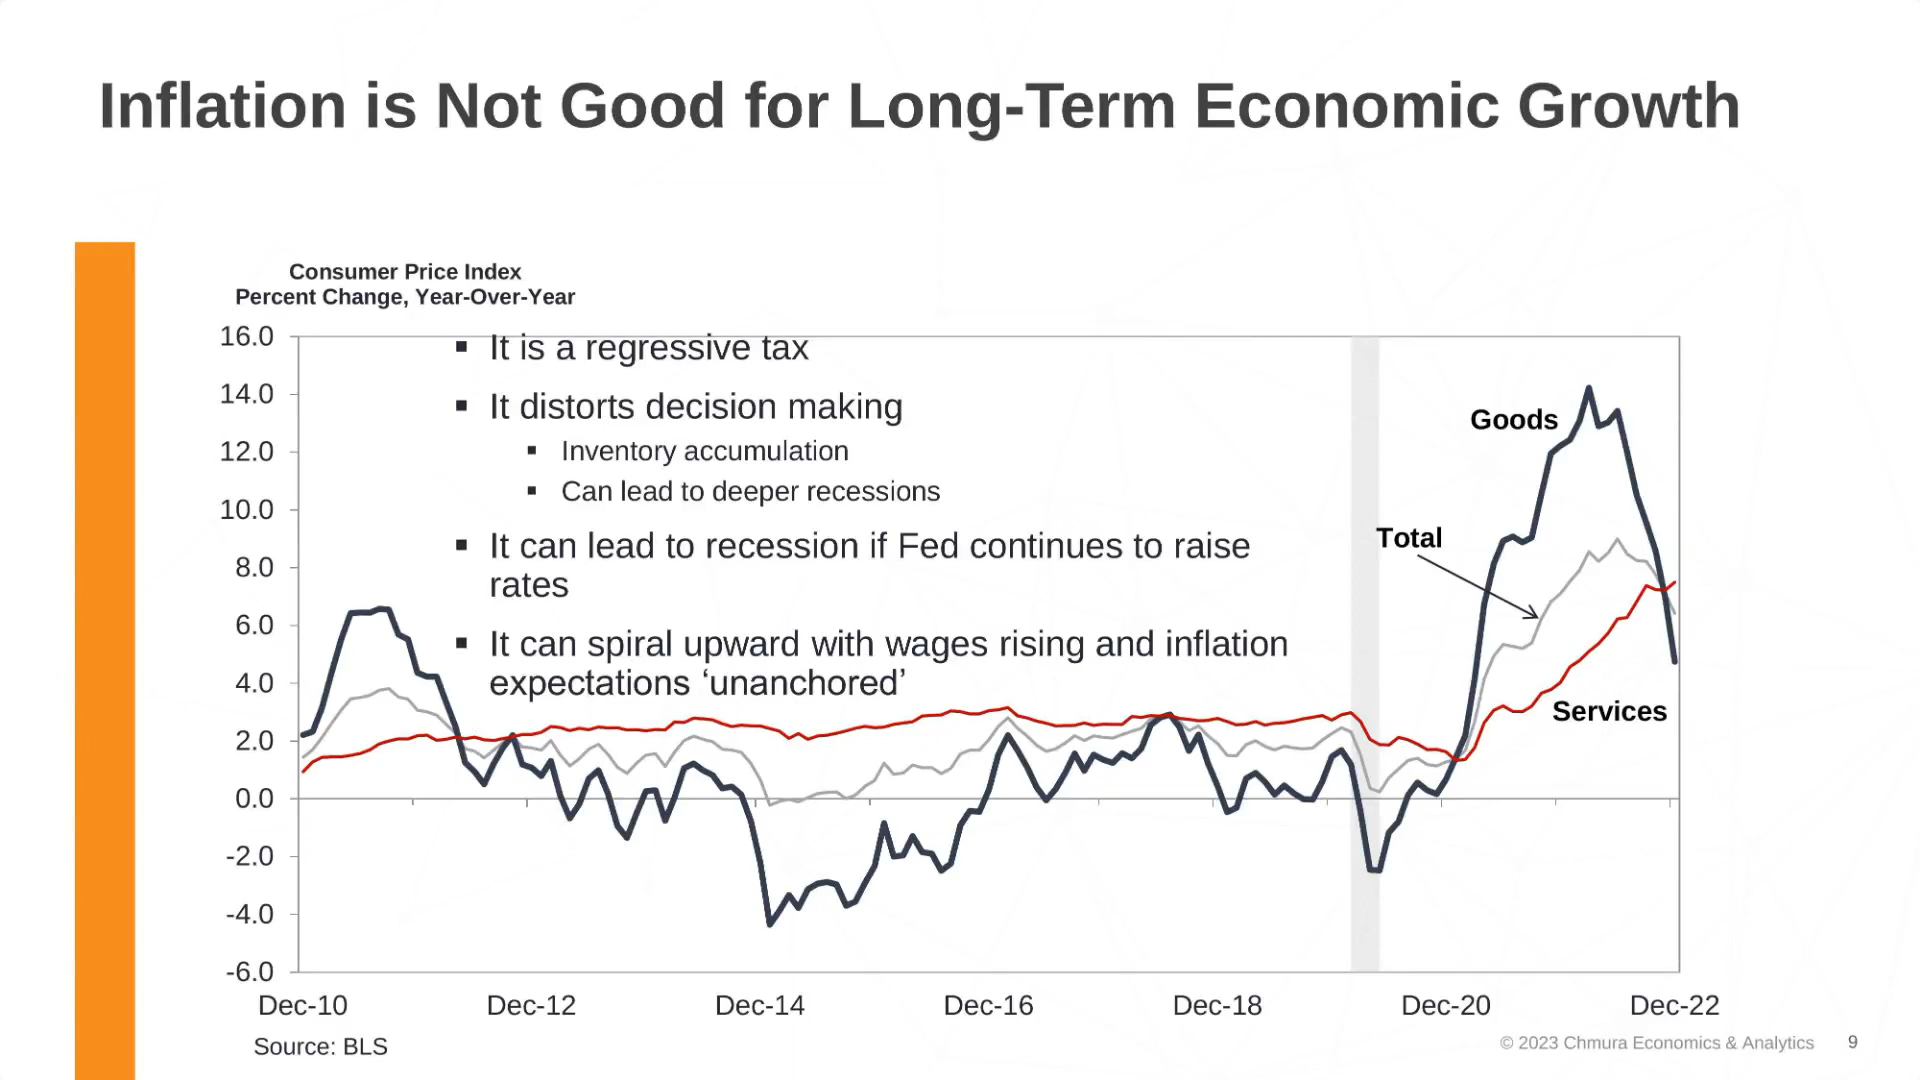 Inflation is Not Good for Long-Term Economic Growth
Consumer Price Index
Percent Change, Year-Over-Year
16.0
14.0
12.0
10.0
8.0
6.0
4.0
2.0
0.0
-2.0
-4.0
-6.0
▪ It is a regressive tax
▪ It distorts decision making
▪ Inventory accumulation
▪ Can lead to deeper recessions
▪ It can lead to recession if Fed continues to raise
rates
▪ It can spiral upward with wages rising and inflation
expectations ‘unanchored’
Goods
Total
Services
Dec-10 Dec-12 Dec-14 Dec-16 Dec-18 Dec-20 Dec-22
Source: BLS
© 2023 Chmura Economics & Analytics 9